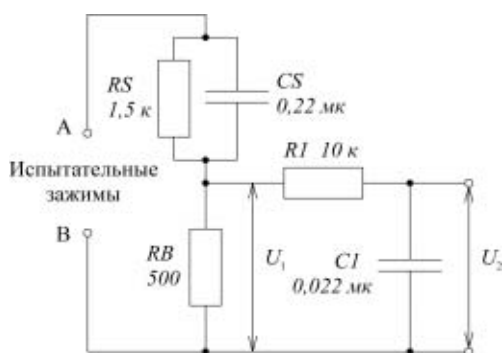 RS
1,5 к
CS
0,22 мк
A
R1 10 к
Испытательные
зажимы
B
RB
500
U1
C1
0,022 мк
U2